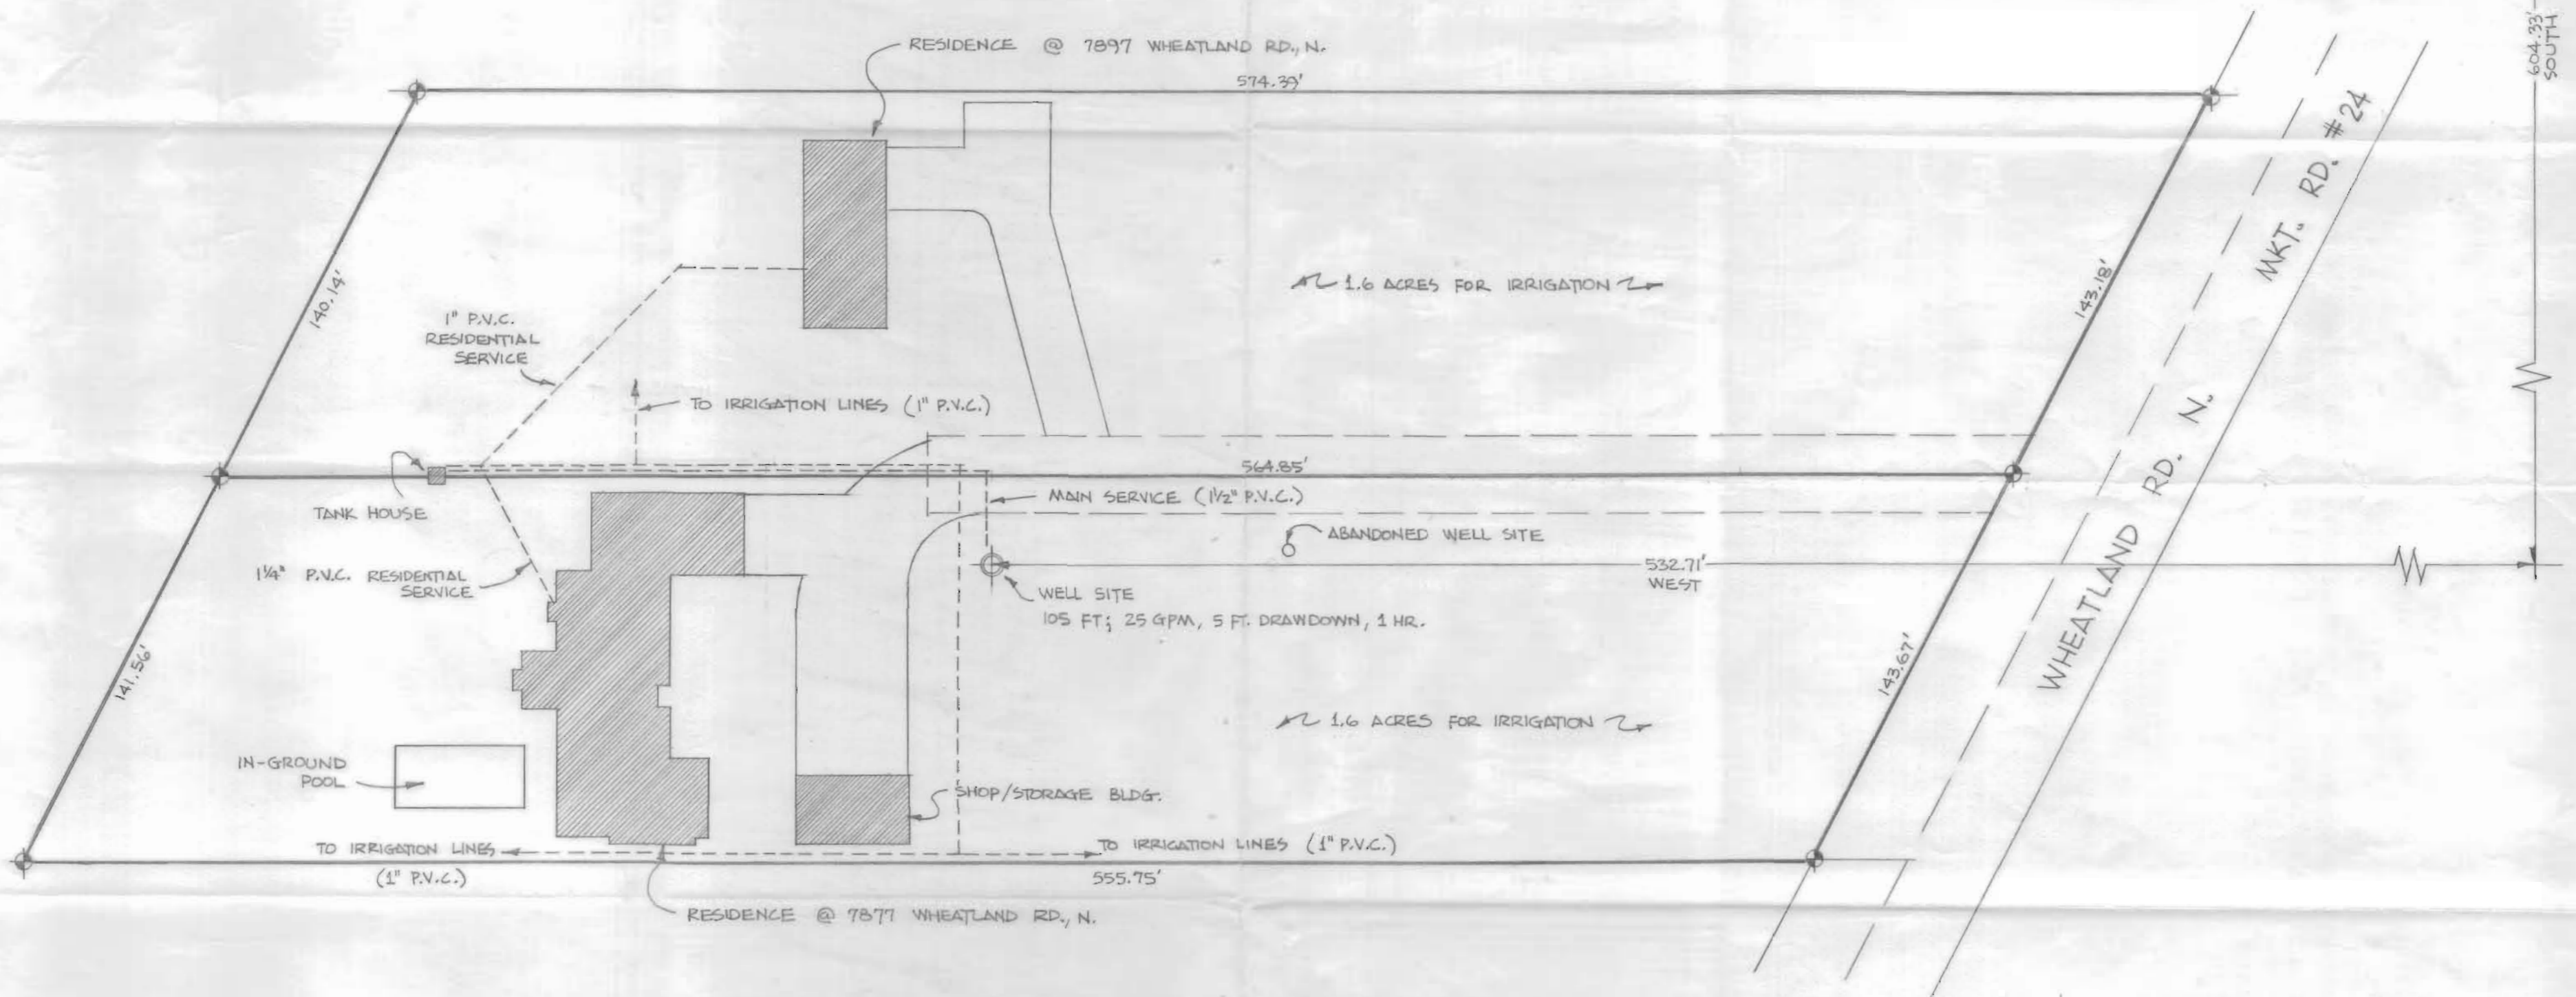 604.33'
SOUTH
RESIDENCE @ 7897 WHEATLAND RD., N.
574.39'
MKT. RD. #24
140.14'
143.18'
1.6 ACRES FOR IRRIGATION
1" P.V.C.
RESIDENTIAL
SERVICE
TO IRRIGATION LINES (1" P.V.C.)
564.85'
MAIN SERVICE (1½" P.V.C.)
TANK HOUSE
ABANDONED WELL SITE
WHEATLAND RD. N.
532.71'
WEST
1¼" P.V.C. RESIDENTIAL
SERVICE
WELL SITE
105 FT; 25 GPM, 5 FT. DRAWDOWN, 1 HR.
141.56'
143.67'
1.6 ACRES FOR IRRIGATION
IN-GROUND
POOL
SHOP/STORAGE BLDG.
TO IRRIGATION LINES
(1" P.V.C.)
TO IRRIGATION LINES (1" P.V.C.)
555.75'
RESIDENCE @ 7877 WHEATLAND RD., N.